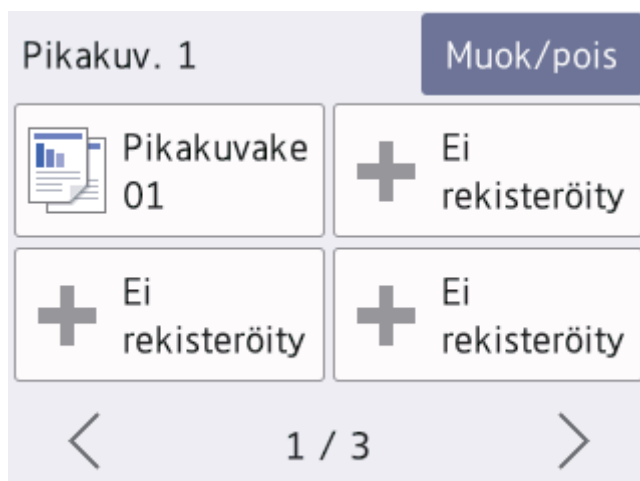 Pikakuv. 1
Muok/pois
Pikakuvake
01
Ei
rekisteröity
Ei
rekisteröity
Ei
rekisteröity
1 / 3